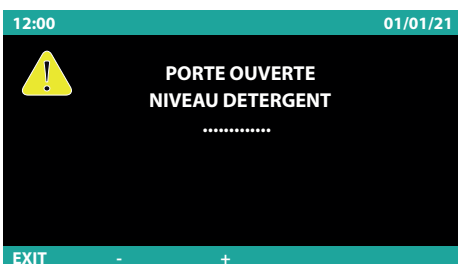 12:00 01/01/21
PORTE OUVERTE
NIVEAU DETERGENT
.............
EXIT - +